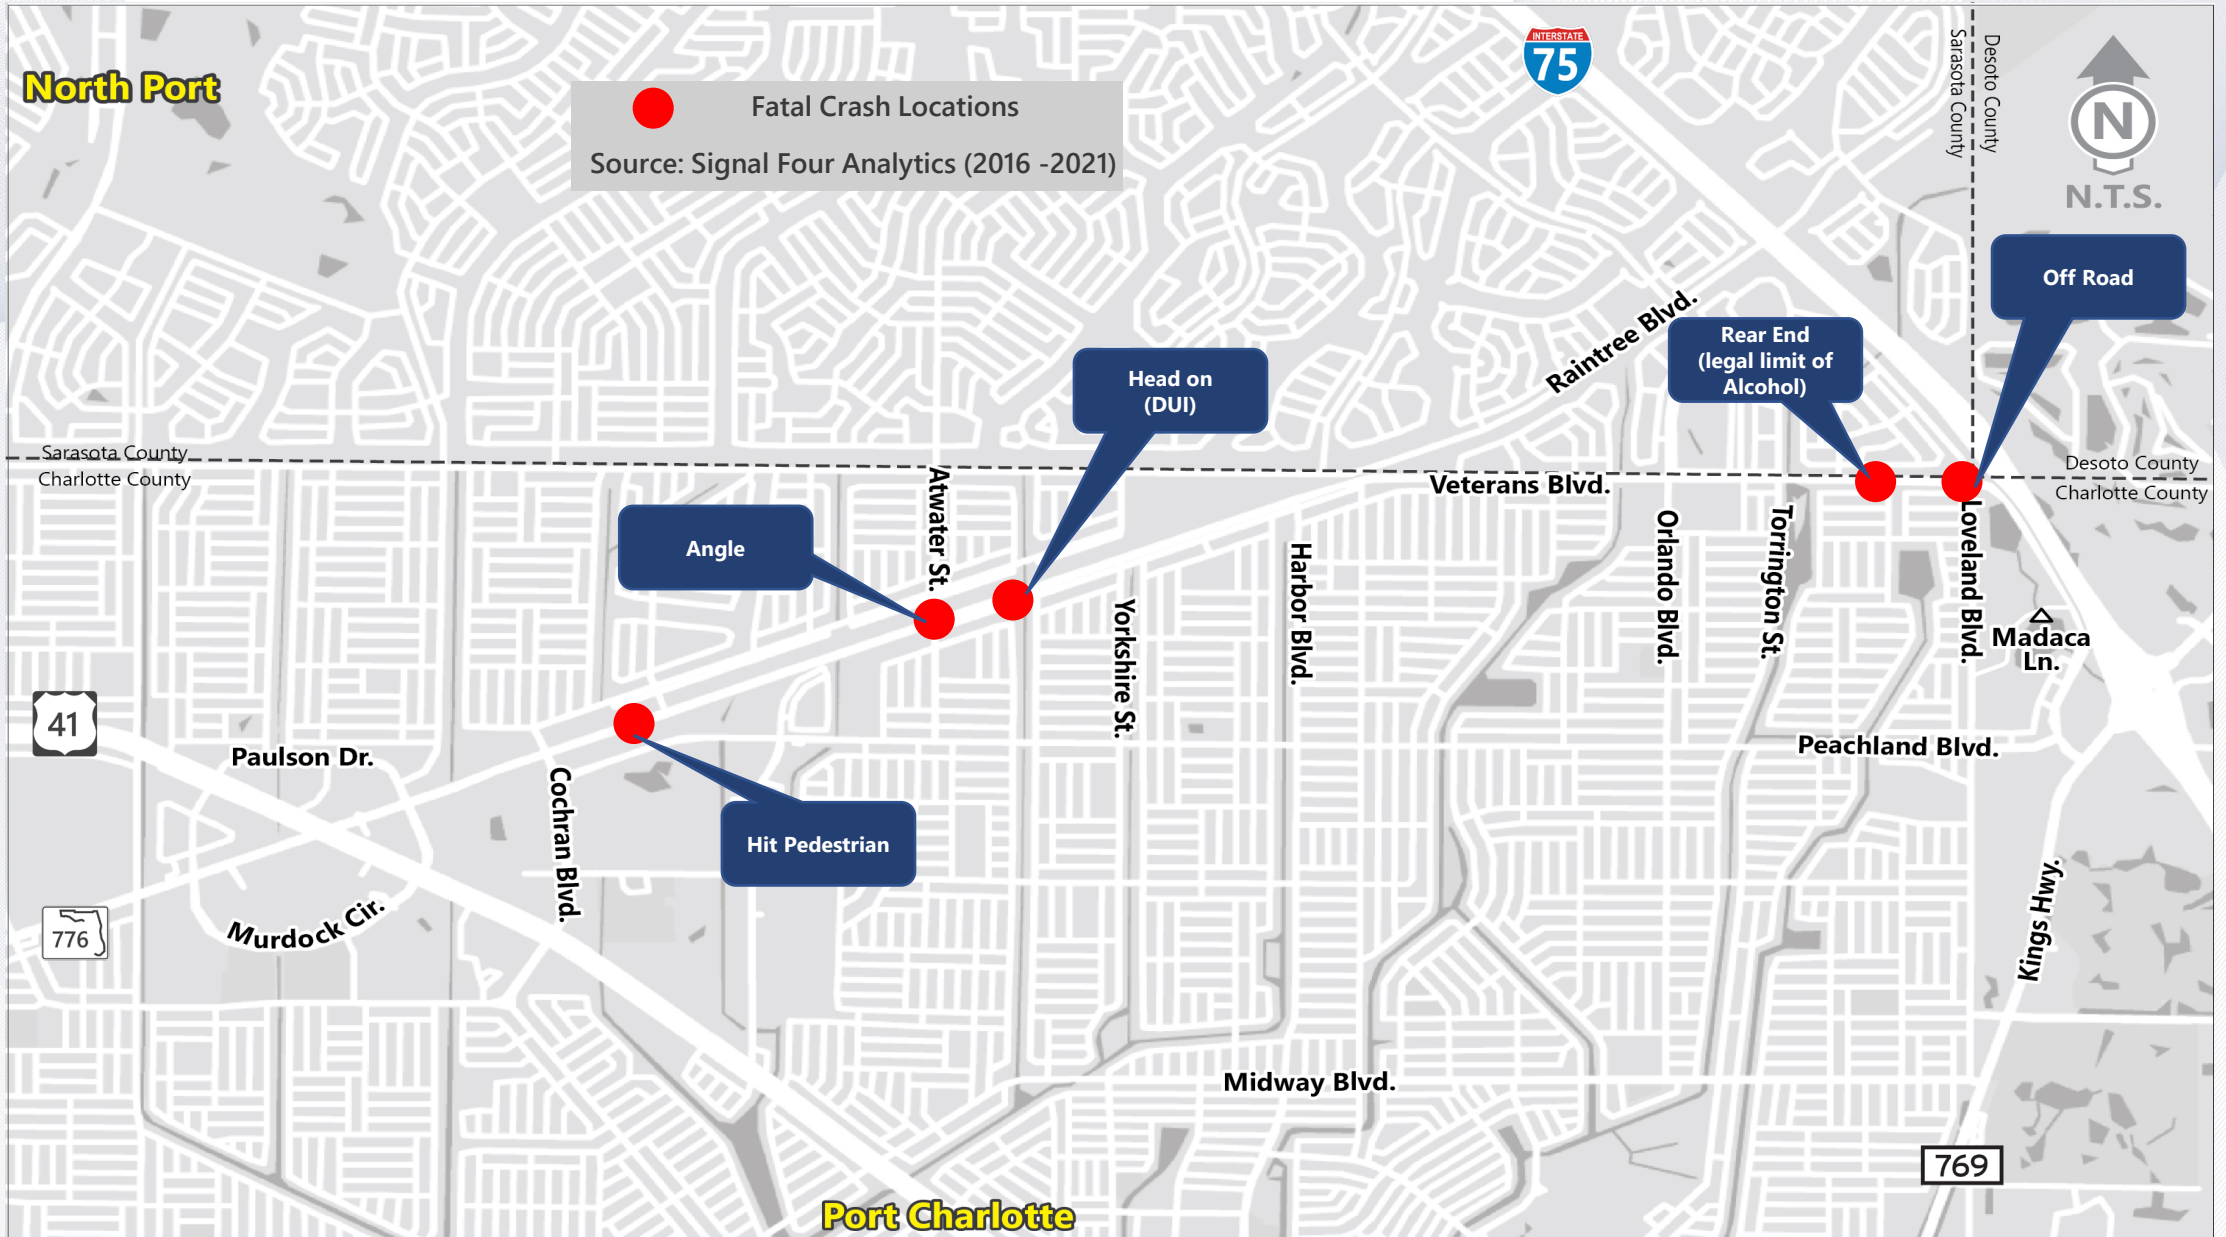 North Port
Fatal Crash Locations
Source: Signal Four Analytics (2016 -2021)
INTERSTATE
75
Sarasota County
Desoto County
N
N.T.S.
Off Road
Raintree Blvd.
Rear End
(legal limit of
Alcohol)
Head on
(DUI)
Sarasota County
Charlotte County
Desoto County
Charlotte County
Veterans Blvd.
Atwater St.
Angle
Orlando Blvd.
Torrington St.
Loveland Blvd.
Harbor Blvd.
Yorkshire St.
Madaca
Ln.
41
Paulson Dr.
Peachland Blvd.
Cochran Blvd.
Hit Pedestrian
Murdock Cir.
776
Kings Hwy.
Midway Blvd.
769
Port Charlotte